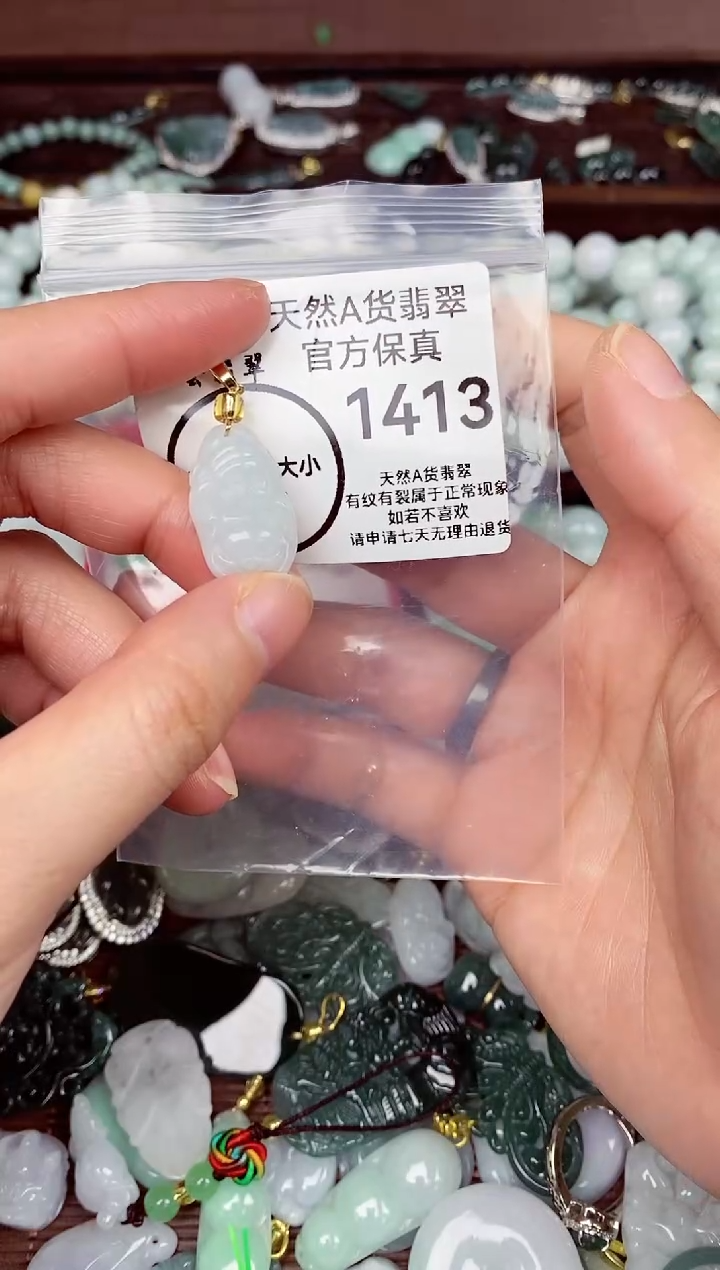 天然A货翡翠
官方保真
翠
1413
大小
天然A货翡翠
有纹有裂属于正常现象
如若不喜欢
请申请七天无理由退货